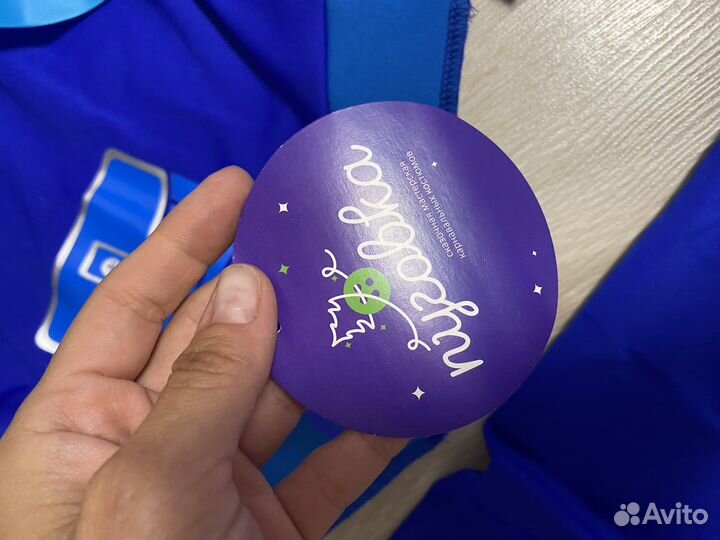 пуговка
сказочная мастерская
карнавальных костюмов
Avito